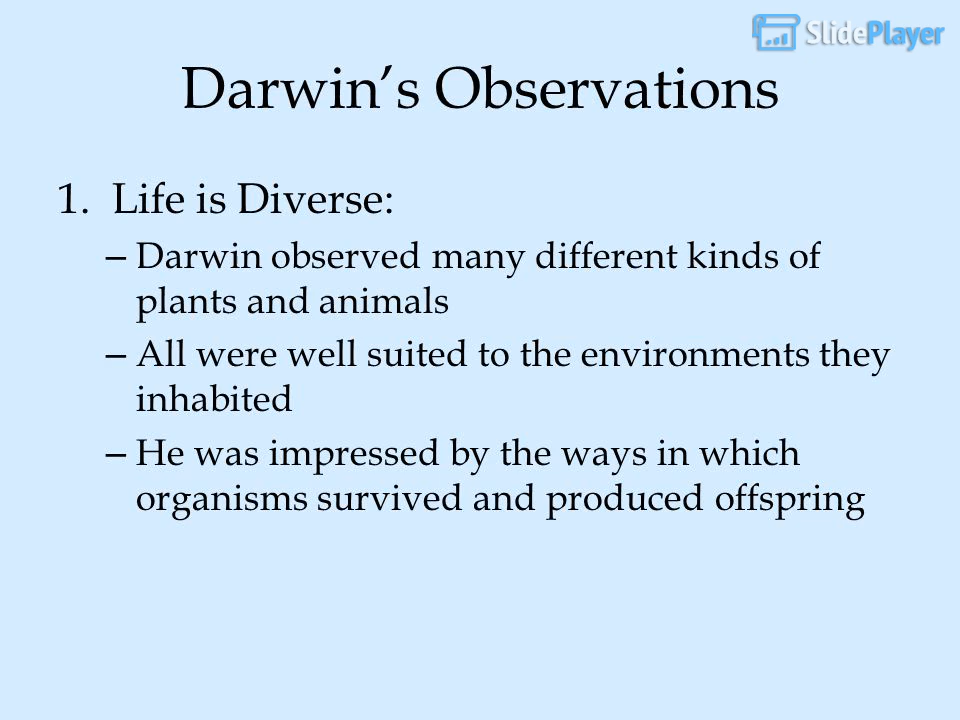 SlidePlayer
Darwin’s Observations
1. Life is Diverse:
– Darwin observed many different kinds of
plants and animals
– All were well suited to the environments they
inhabited
– He was impressed by the ways in which
organisms survived and produced offspring